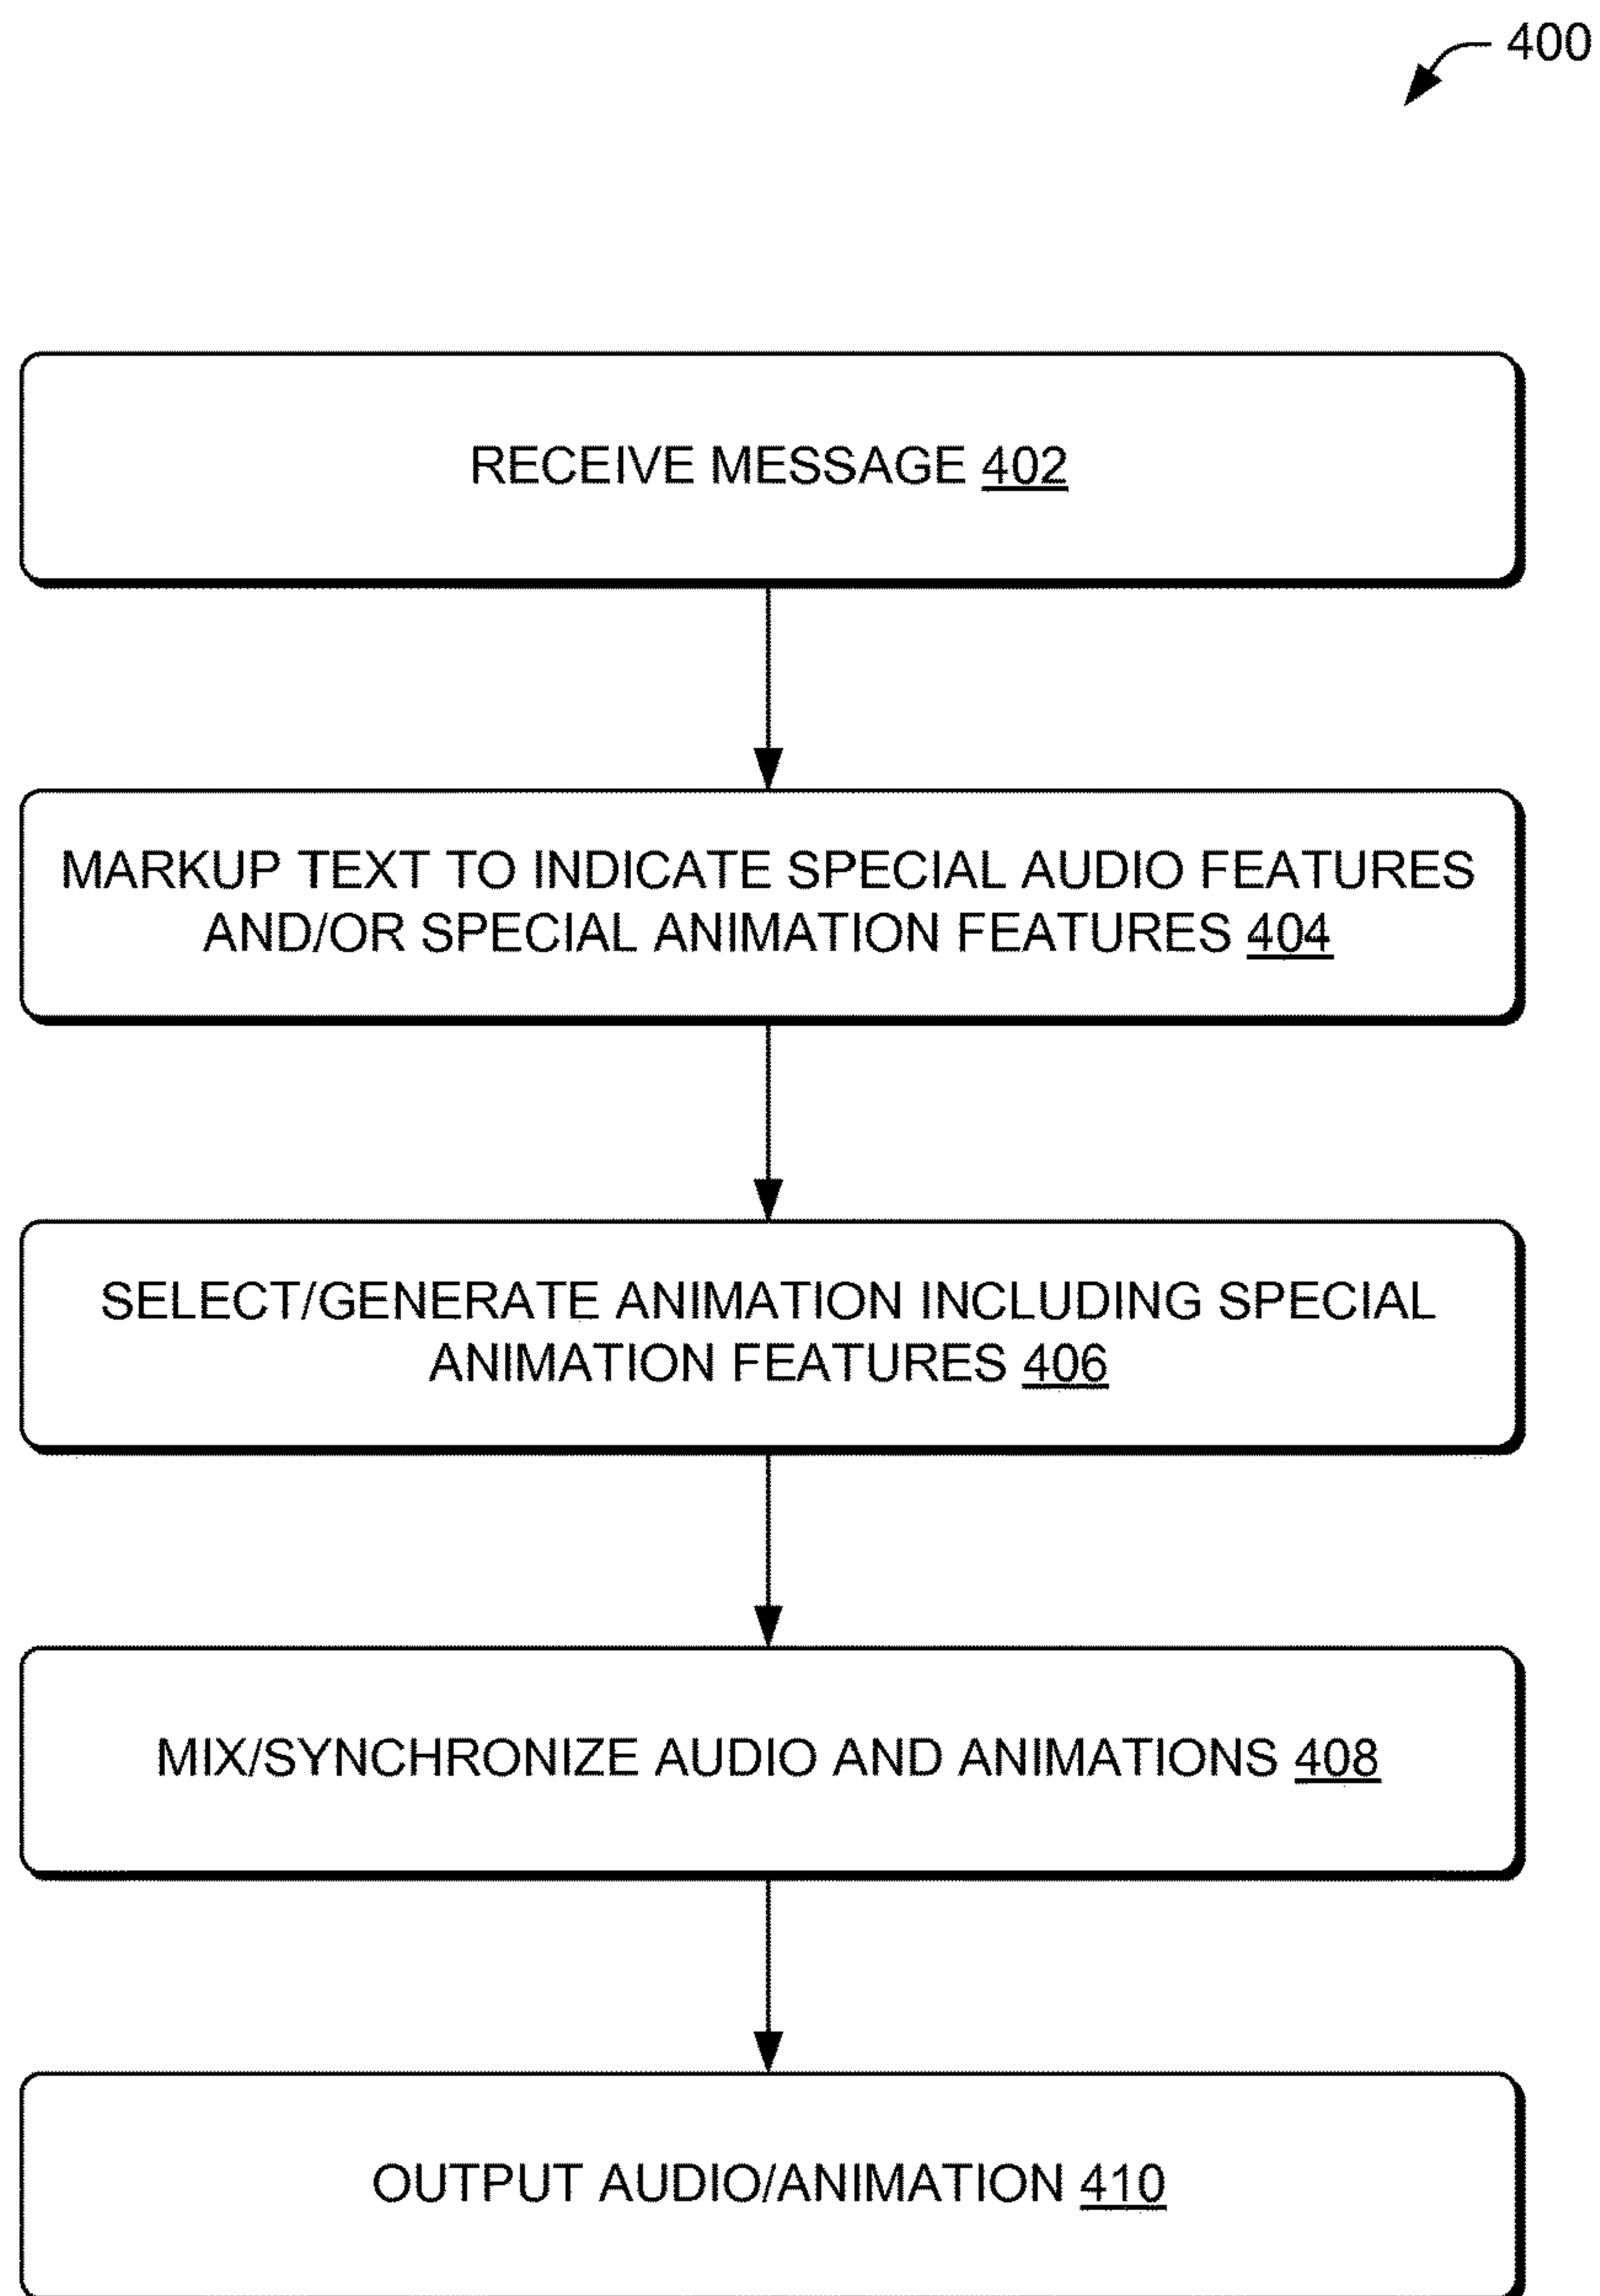 400
RECEIVE MESSAGE 402
MARKUP TEXT TO INDICATE SPECIAL AUDIO FEATURES
AND/OR SPECIAL ANIMATION FEATURES 404
SELECT/GENERATE ANIMATION INCLUDING SPECIAL
ANIMATION FEATURES 406
MIX/SYNCHRONIZE AUDIO AND ANIMATIONS 408
OUTPUT AUDIO/ANIMATION 410